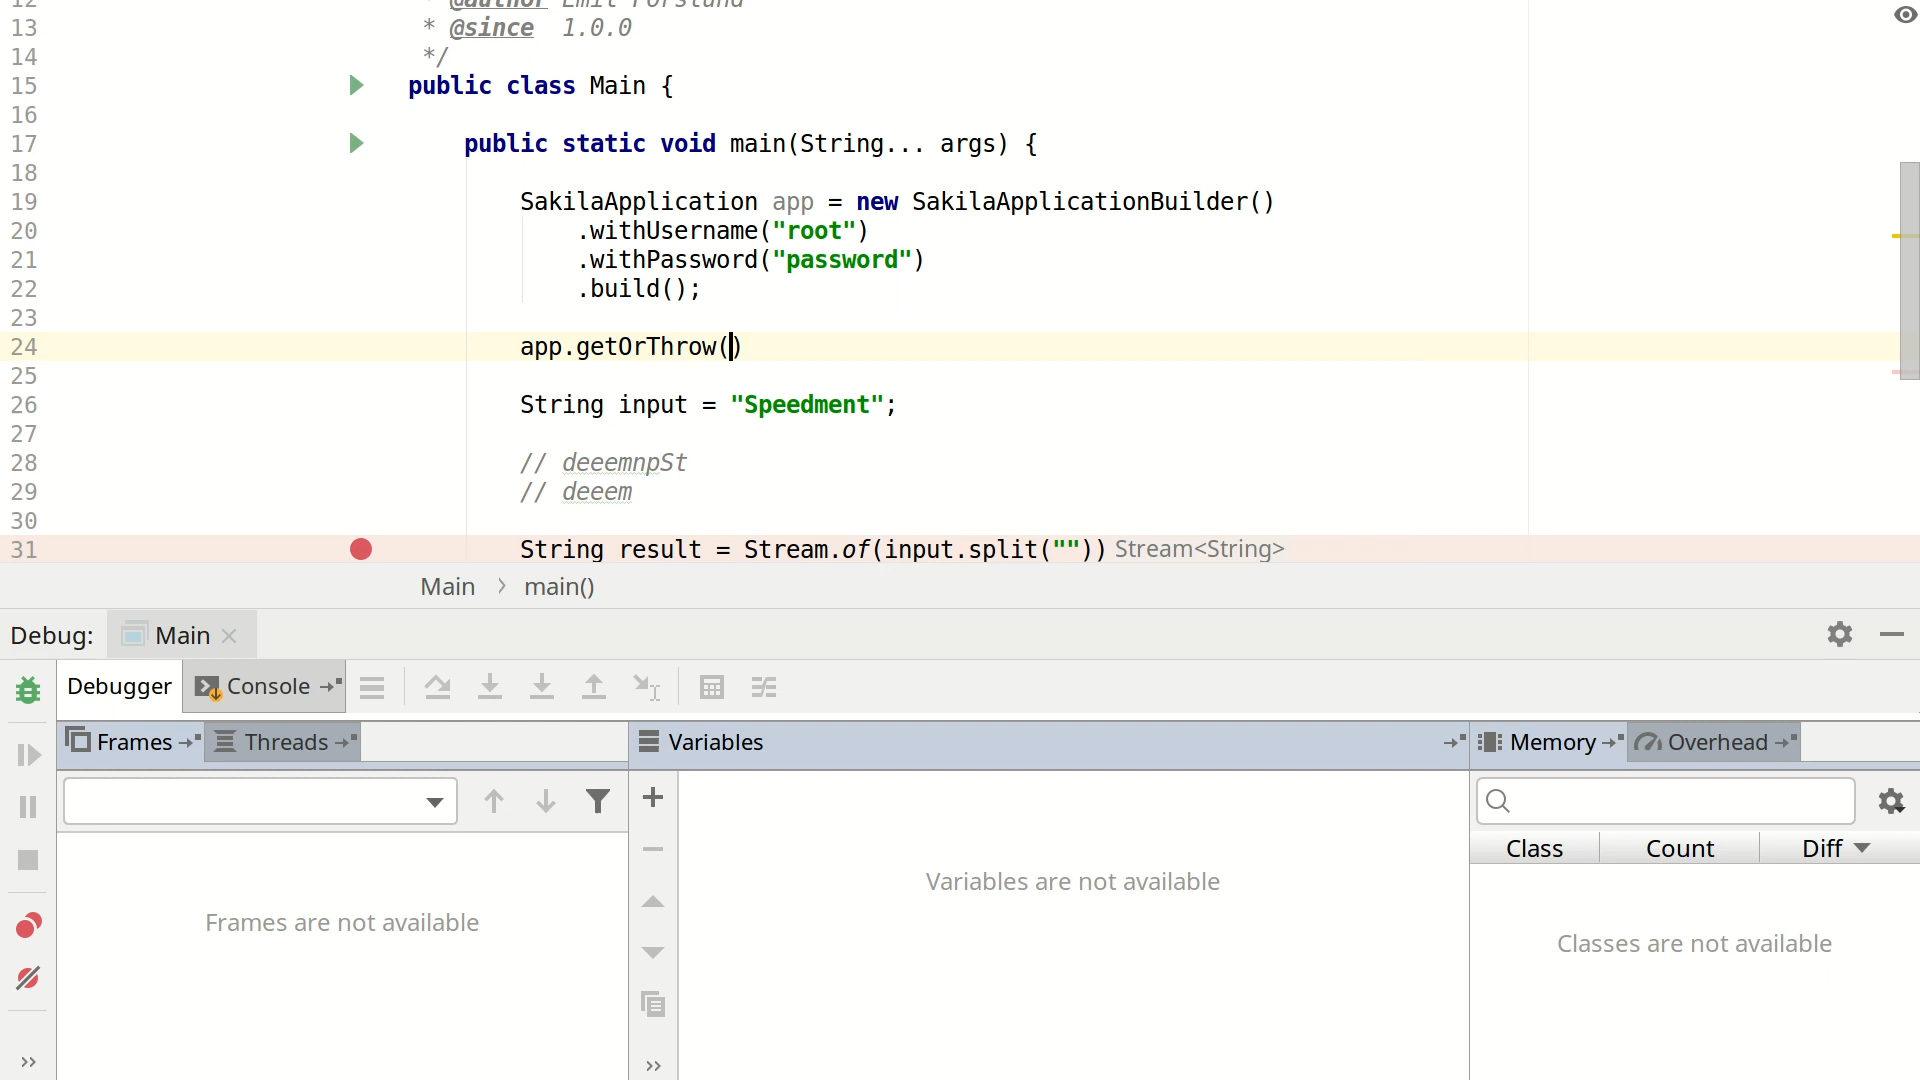 12 * @author Emil Forslund
13 * @since 1.0.0
14 */
15 public class Main {
16
17 public static void main(String... args) {
18
19 SakilaApplication app = new SakilaApplicationBuilder()
20 .withUsername("root")
21 .withPassword("password")
22 .build();
23
24 app.getOrThrow()
25
26 String input = "Speedment";
27
28 // deeemnpSt
29 // deeem
30
31 String result = Stream.of(input.split("")) Stream<String>
Main > main()
Debug: Main
Debugger Console
Frames Threads Variables Memory Overhead
Class Count Diff
Variables are not available
Frames are not available
Classes are not available